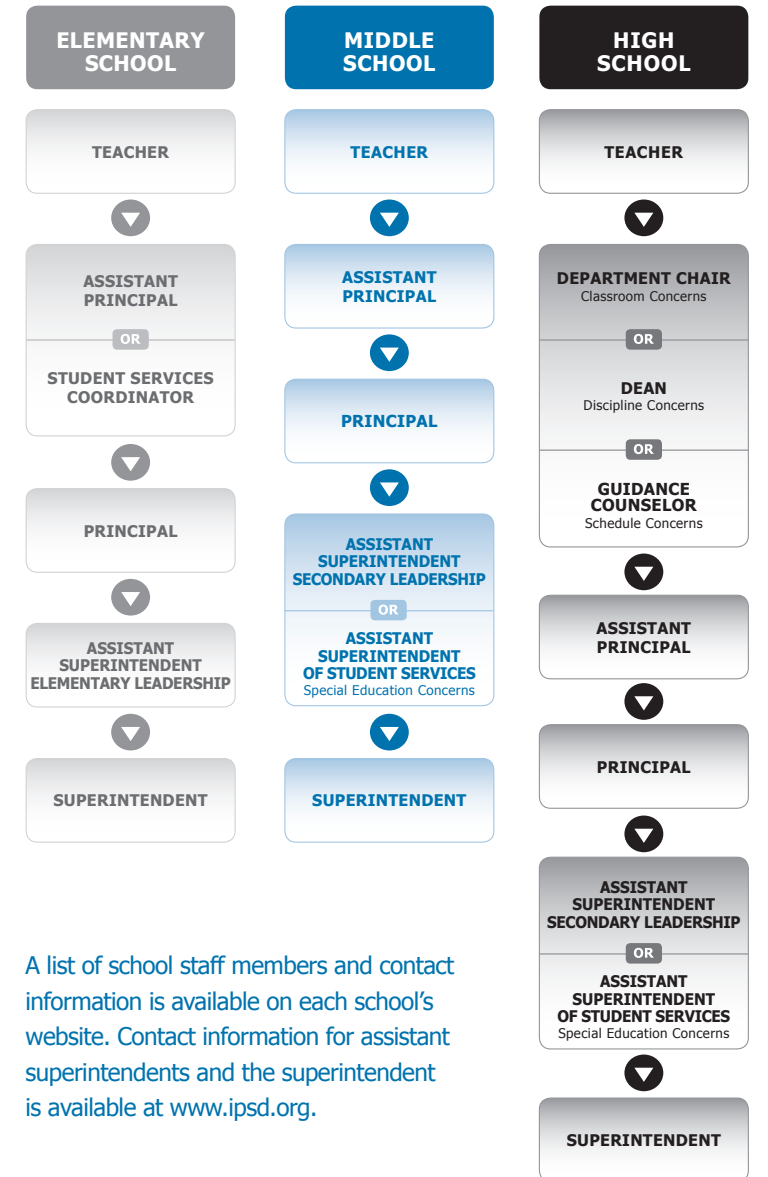 ELEMENTARY
SCHOOL
TEACHER
ASSISTANT
PRINCIPAL
OR
STUDENT SERVICES
COORDINATOR
PRINCIPAL
ASSISTANT
SUPERINTENDENT
ELEMENTARY LEADERSHIP
SUPERINTENDENT
MIDDLE
SCHOOL
TEACHER
ASSISTANT
PRINCIPAL
PRINCIPAL
ASSISTANT
SUPERINTENDENT
SECONDARY LEADERSHIP
OR
ASSISTANT
SUPERINTENDENT
OF STUDENT SERVICES
Special Education Concerns
SUPERINTENDENT
HIGH
SCHOOL
TEACHER
DEPARTMENT CHAIR
Classroom Concerns
OR
DEAN
Discipline Concerns
OR
GUIDANCE
COUNSELOR
Schedule Concerns
ASSISTANT
PRINCIPAL
PRINCIPAL
ASSISTANT
SUPERINTENDENT
SECONDARY LEADERSHIP
OR
ASSISTANT
SUPERINTENDENT
OF STUDENT SERVICES
Special Education Concerns
SUPERINTENDENT
A list of school staff members and contact
information is available on each school’s
website. Contact information for assistant
superintendents and the superintendent
is available at www.ipsd.org.